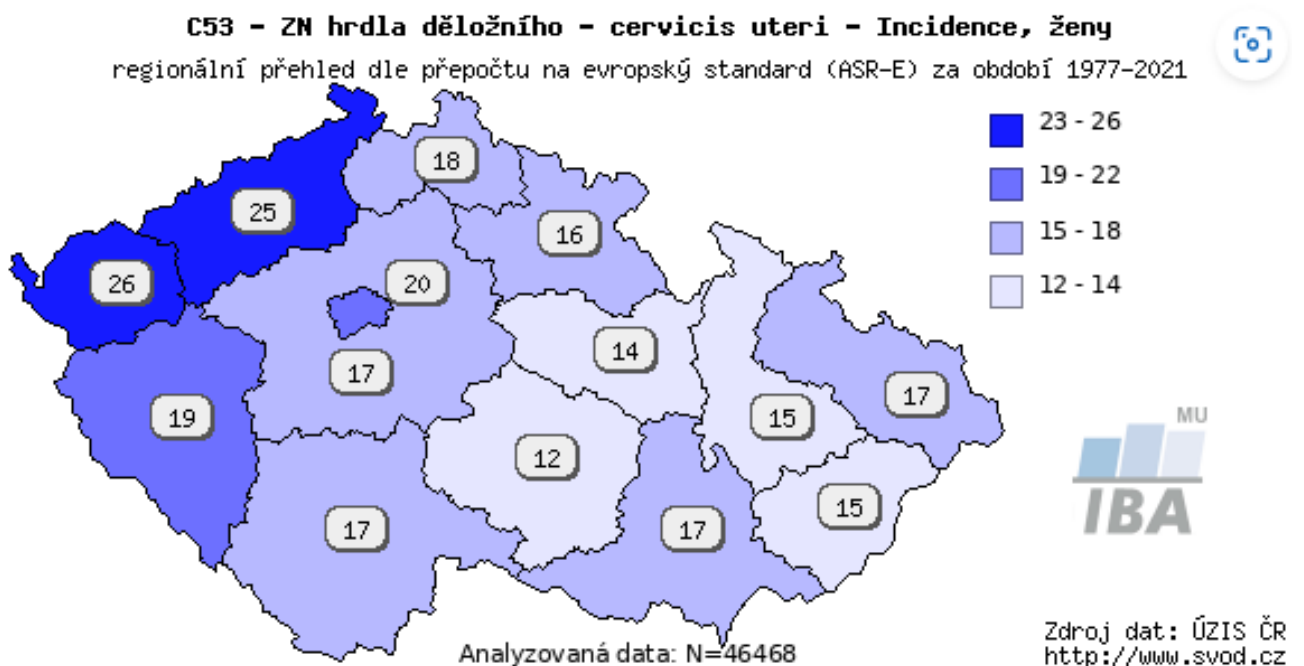 C53 - ZN hrdla děložního - cervicis uteri - Incidence, ženy
regionální přehled dle přepočtu na evropský standard (ASR-E) za období 1977-2021
23 - 26
19 - 22
15 - 18
12 - 14
18
25
16
26
20
14
17
17
19
15
12
15
17
17
MU
IBA
Analyzovaná data: N=46468
Zdroj dat: ÚZIS ČR
http://www.svod.cz